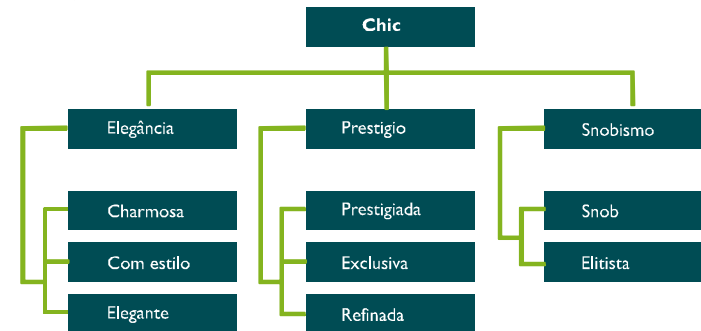 Chic
Elegância
Prestigio
Snobismo
Charmosa
Prestigiada
Snob
Com estilo
Exclusiva
Elitista
Elegante
Refinada